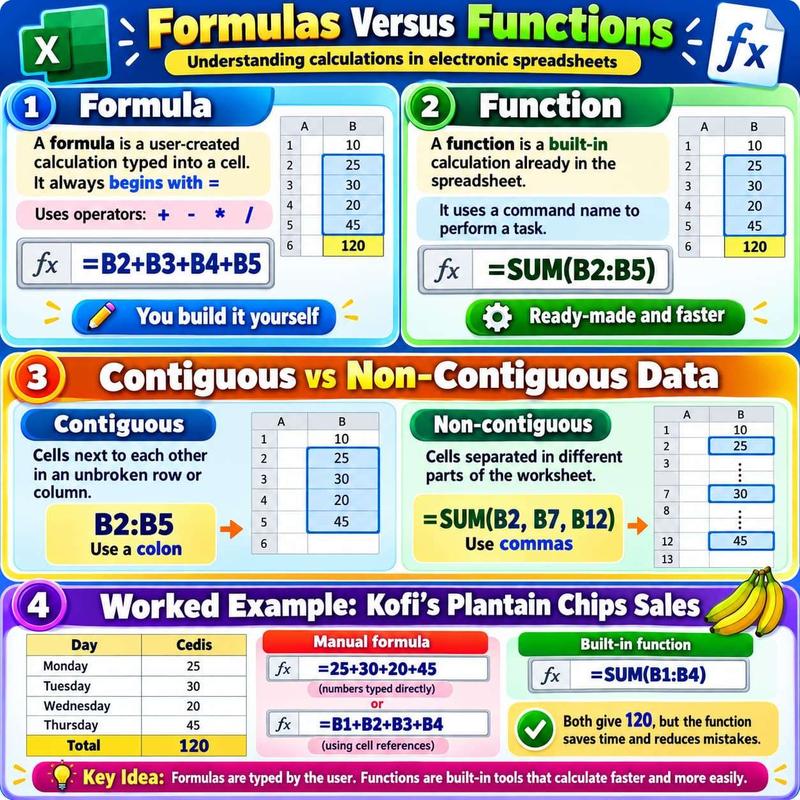 X
Formulas Versus Functions
fx
Understanding calculations in electronic spreadsheets
1 Formula
A formula is a user-created
calculation typed into a cell.
It always begins with =
Uses operators: + - * /
fx =B2+B3+B4+B5
You build it yourself
A B
1 10
2 25
3 30
4 20
5 45
6 120
2 Function
A function is a built-in
calculation already in the
spreadsheet.
It uses a command name to
perform a task.
fx =SUM(B2:B5)
Ready-made and faster
A B
1 10
2 25
3 30
4 20
5 45
6 120
3 Contiguous vs Non-Contiguous Data
Contiguous
Cells next to each other
in an unbroken row or
column.
B2:B5
Use a colon
A B
1 10
2 25
3 30
4 20
5 45
6
Non-contiguous
Cells separated in different
parts of the worksheet.
=SUM(B2, B7, B12)
Use commas
A B
1 10
2 25
3
7 30
8
12 45
13
4 Worked Example: Kofi's Plantain Chips Sales
Day Cedis
Monday 25
Tuesday 30
Wednesday 20
Thursday 45
Total 120
Manual formula
fx =25+30+20+45
(numbers typed directly)
or
fx =B1+B2+B3+B4
(using cell references)
Built-in function
fx =SUM(B1:B4)
Both give 120, but the function
saves time and reduces mistakes.
Key Idea: Formulas are typed by the user. Functions are built-in tools that calculate faster and more easily.